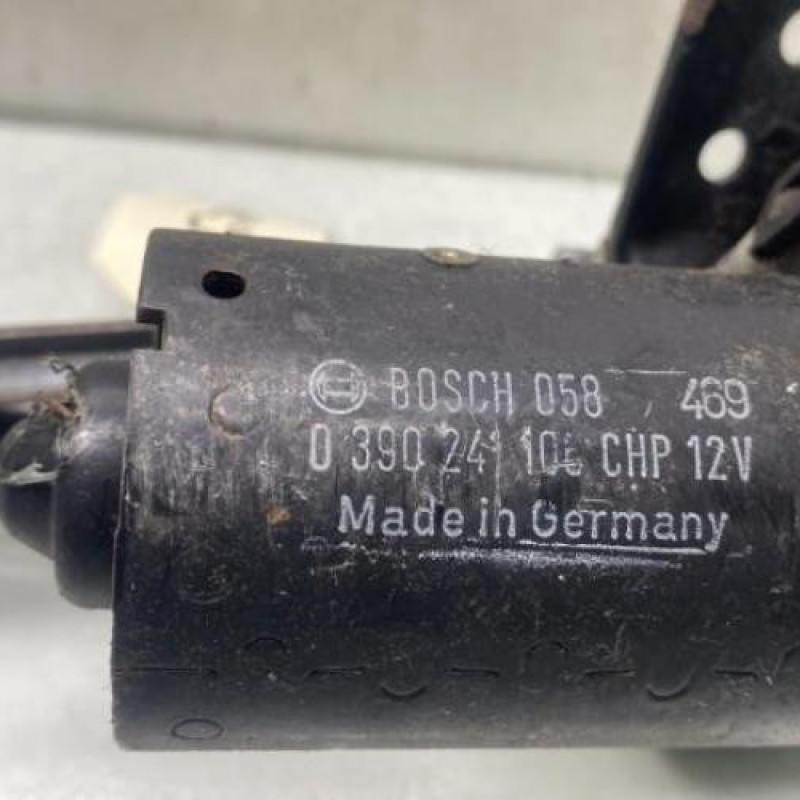 BOSCH 058 469
0 390 241 CHP 12V
Made in Germany